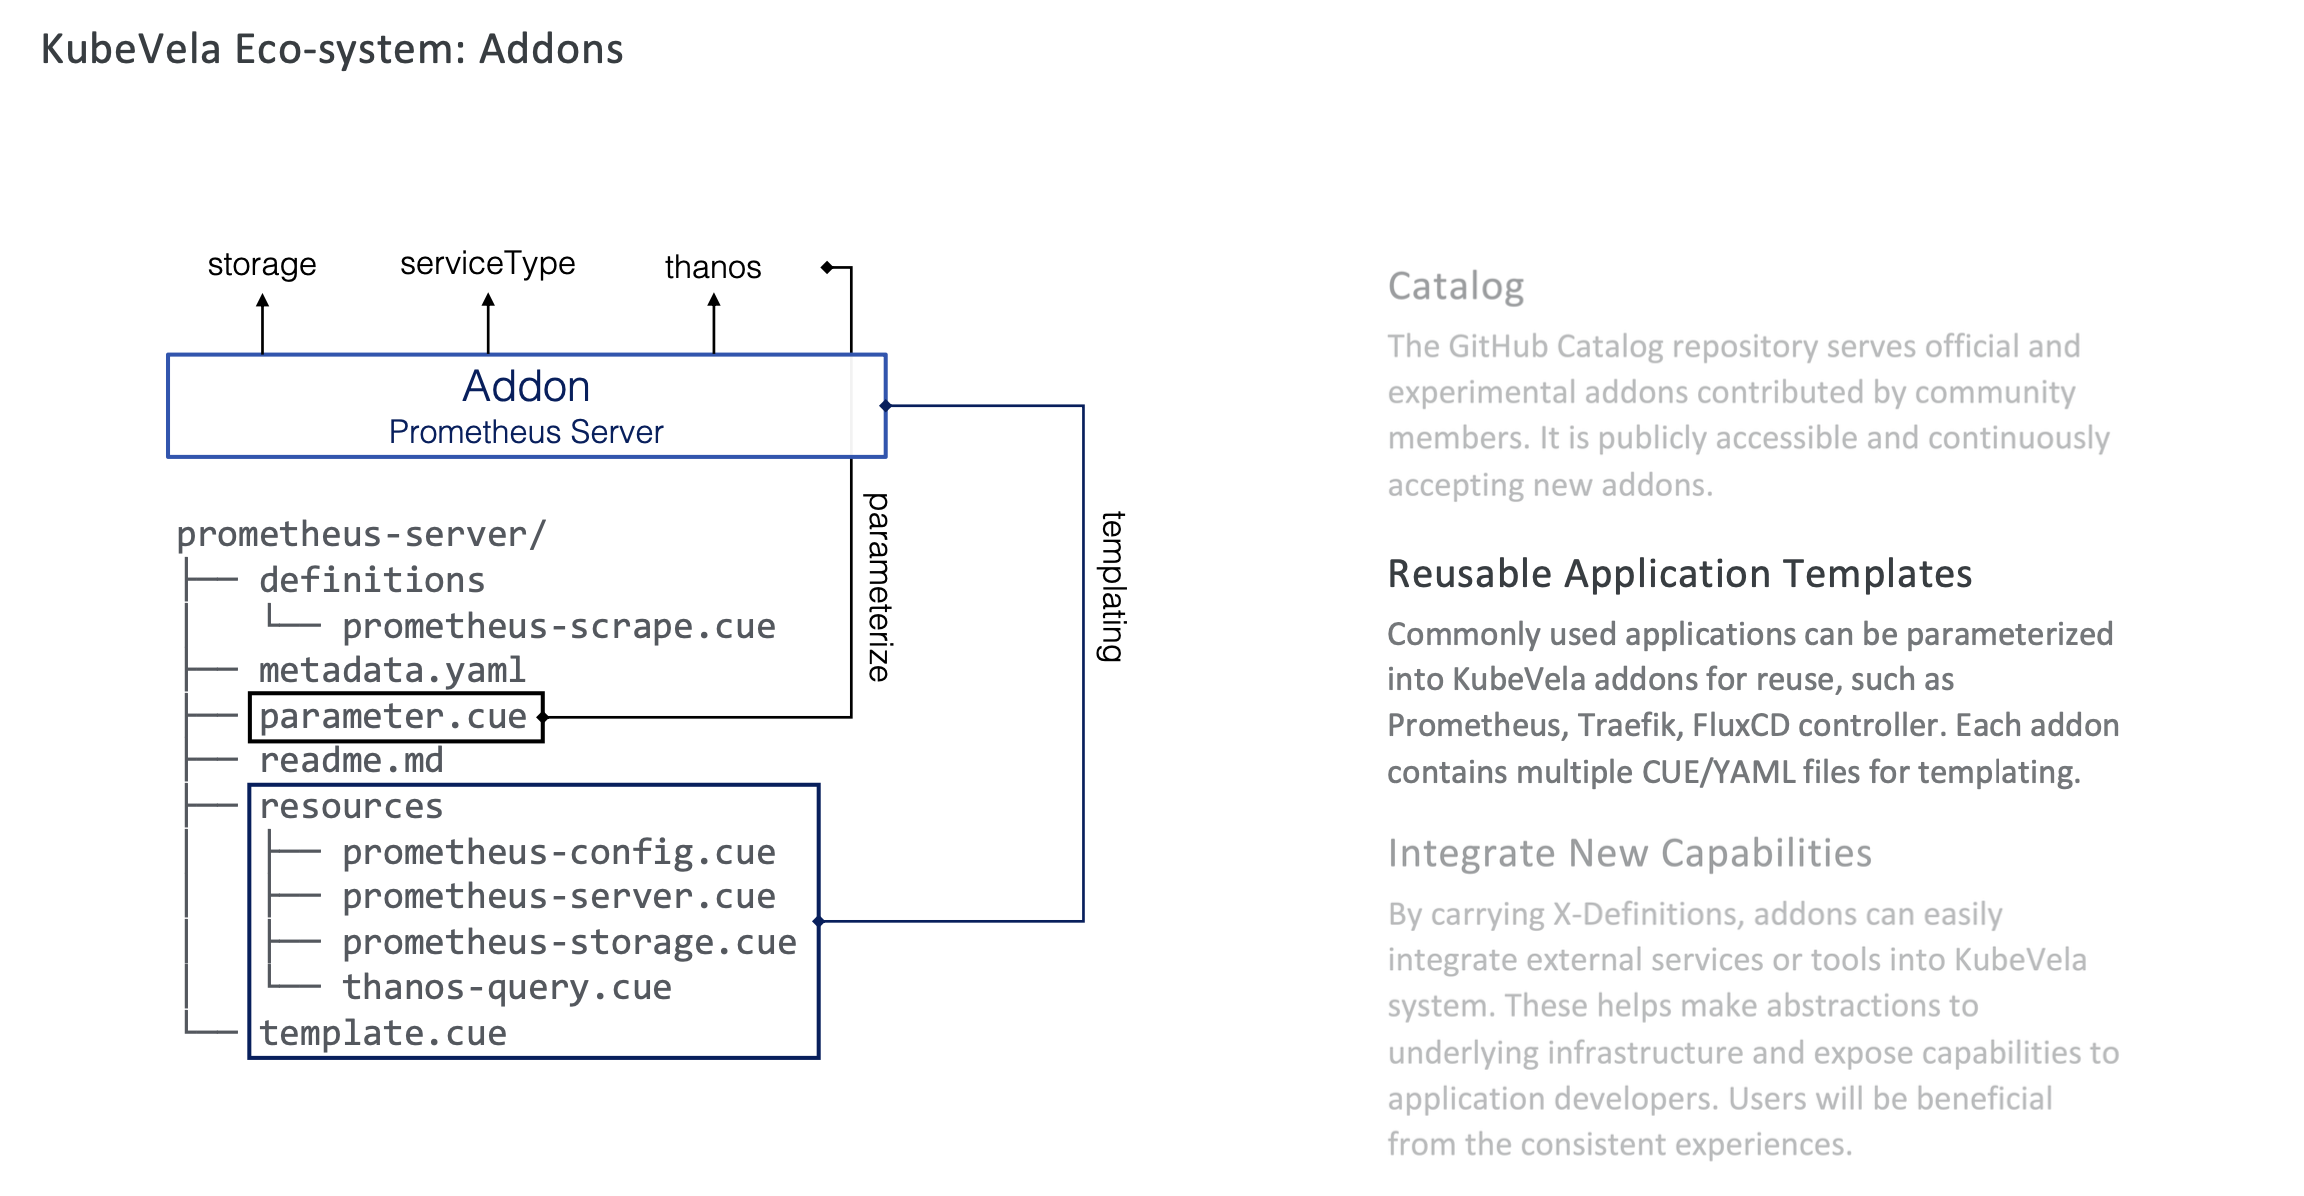 KubeVela Eco-system: Addons
storage
serviceType
thanos
Addon
Prometheus Server
parameterize
templating
prometheus-server/
definitions
prometheus-scrape.cue
metadata.yaml
parameter.cue
readme.md
resources
prometheus-config.cue
prometheus-server.cue
prometheus-storage.cue
thanos-query.cue
template.cue
Catalog
The GitHub Catalog repository serves official and
experimental addons contributed by community
members. It is publicly accessible and continuously
accepting new addons.
Reusable Application Templates
Commonly used applications can be parameterized
into KubeVela addons for reuse, such as
Prometheus, Traefik, FluxCD controller. Each addon
contains multiple CUE/YAML files for templating.
Integrate New Capabilities
By carrying X-Definitions, addons can easily
integrate external services or tools into KubeVela
system. These helps make abstractions to
underlying infrastructure and expose capabilities to
application developers. Users will be beneficial
from the consistent experiences.